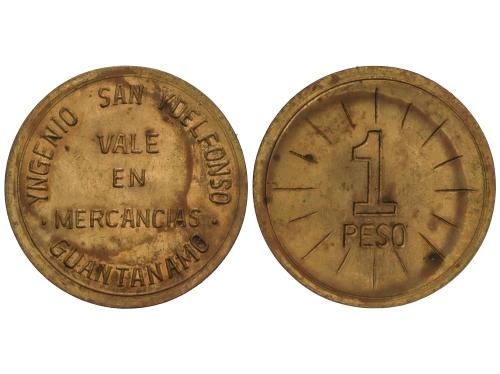 YNGENIO SAN YDELFONSO
VALE
EN
· MERCANCIAS ·
GUANTANAMO
1
PESO